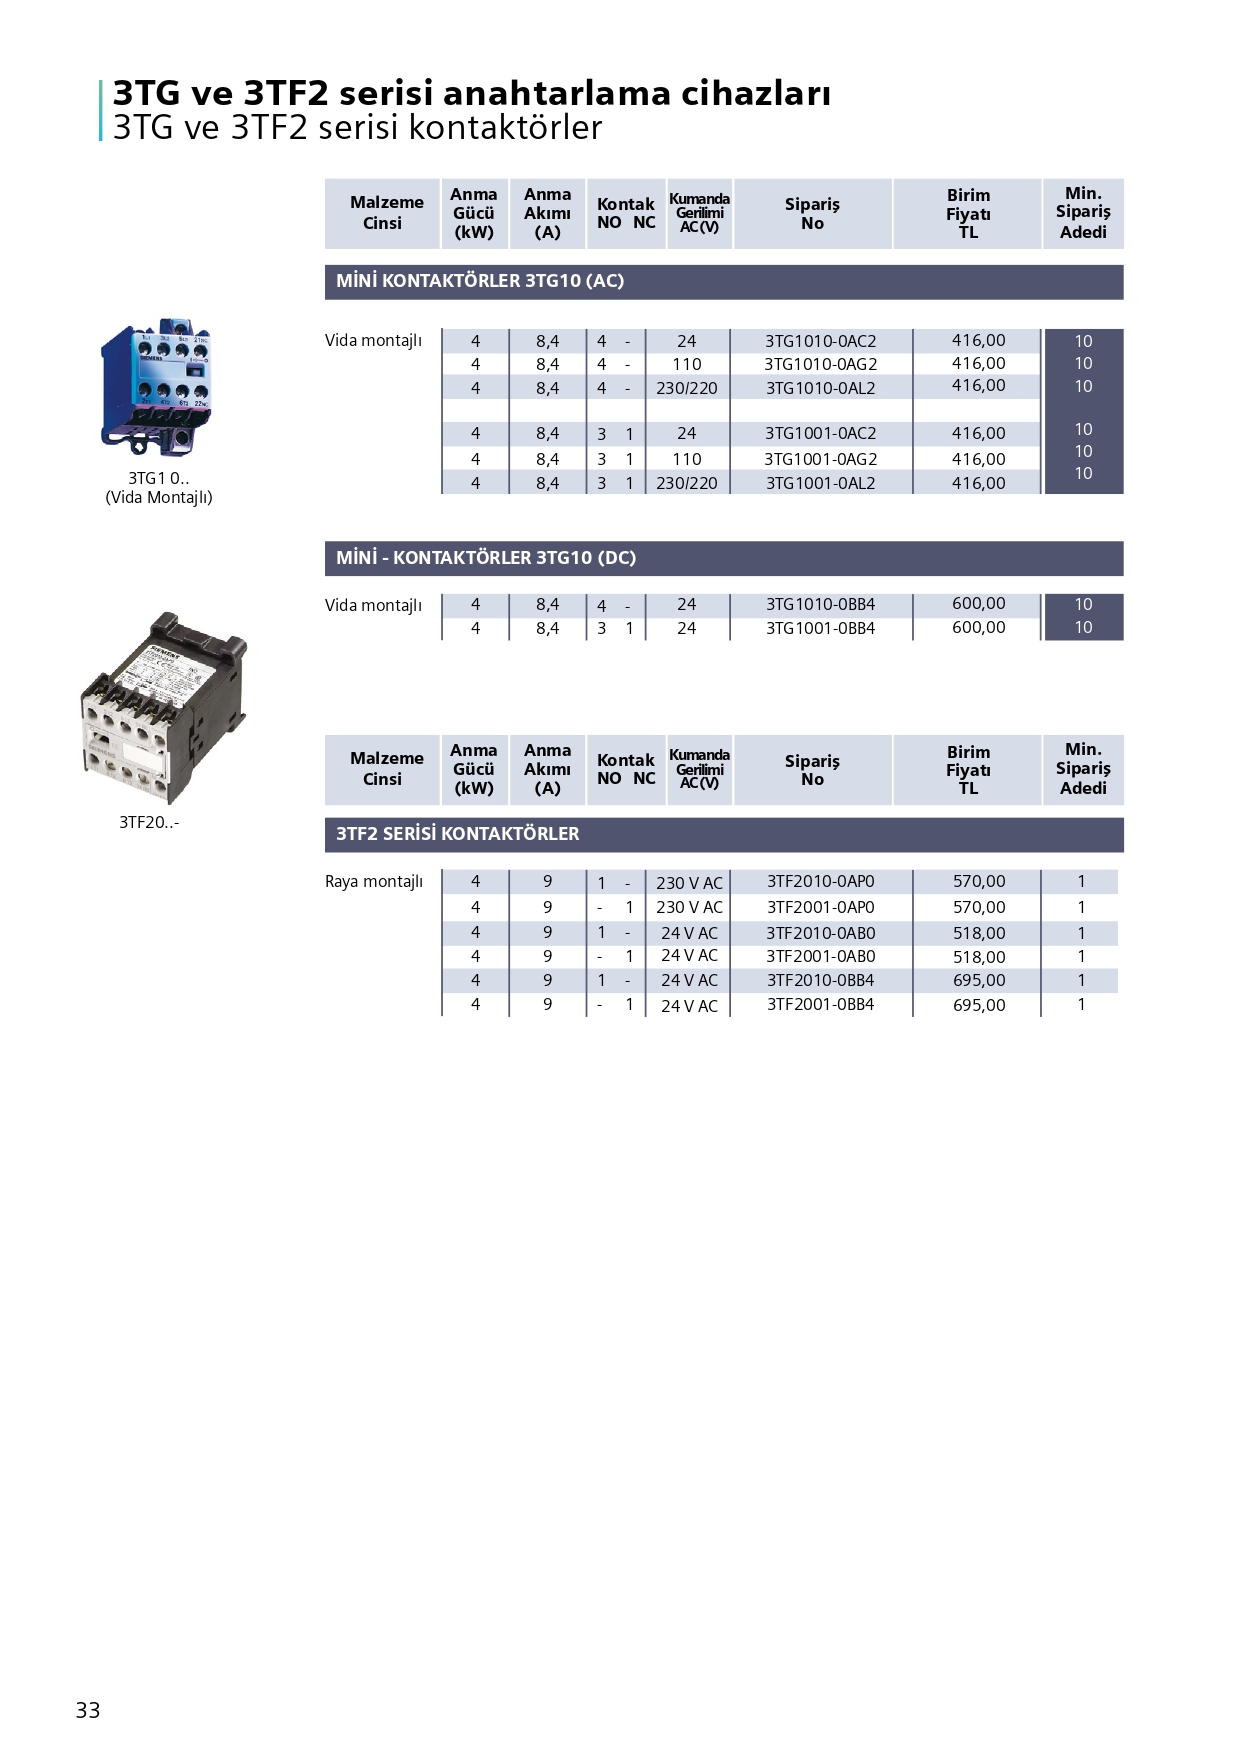 3TG ve 3TF2 serisi anahtarlama cihazları
3TG ve 3TF2 serisi kontaktörler
Malzeme Cinsi Anma Gücü (kW) Anma Akımı (A) Kontak NO NC Kumanda Gerilimi AC(V) Sipariş No Birim Fiyatı TL Min. Sipariş Adedi
MİNİ KONTAKTÖRLER 3TG10 (AC)
Vida montajlı 4 8,4 4 - 24 3TG1010-0AC2 416,00 10
4 8,4 4 - 110 3TG1010-0AG2 416,00 10
4 8,4 4 - 230/220 3TG1010-0AL2 416,00 10
4 8,4 3 1 24 3TG1001-0AC2 416,00 10
4 8,4 3 1 110 3TG1001-0AG2 416,00 10
4 8,4 3 1 230/220 3TG1001-0AL2 416,00 10
SIEMENS
3TG1 0..
(Vida Montajlı)
MİNİ - KONTAKTÖRLER 3TG10 (DC)
Vida montajlı 4 8,4 4 - 24 3TG1010-0BB4 600,00 10
4 8,4 3 1 24 3TG1001-0BB4 600,00 10
SIEMENS
3TF20..-
Malzeme Cinsi Anma Gücü (kW) Anma Akımı (A) Kontak NO NC Kumanda Gerilimi AC(V) Sipariş No Birim Fiyatı TL Min. Sipariş Adedi
3TF2 SERİSİ KONTAKTÖRLER
Raya montajlı 4 9 1 - 230 V AC 3TF2010-0AP0 570,00 1
4 9 - 1 230 V AC 3TF2001-0AP0 570,00 1
4 9 1 - 24 V AC 3TF2010-0AB0 518,00 1
4 9 - 1 24 V AC 3TF2001-0AB0 518,00 1
4 9 1 - 24 V AC 3TF2010-0BB4 695,00 1
4 9 - 1 24 V AC 3TF2001-0BB4 695,00 1
33